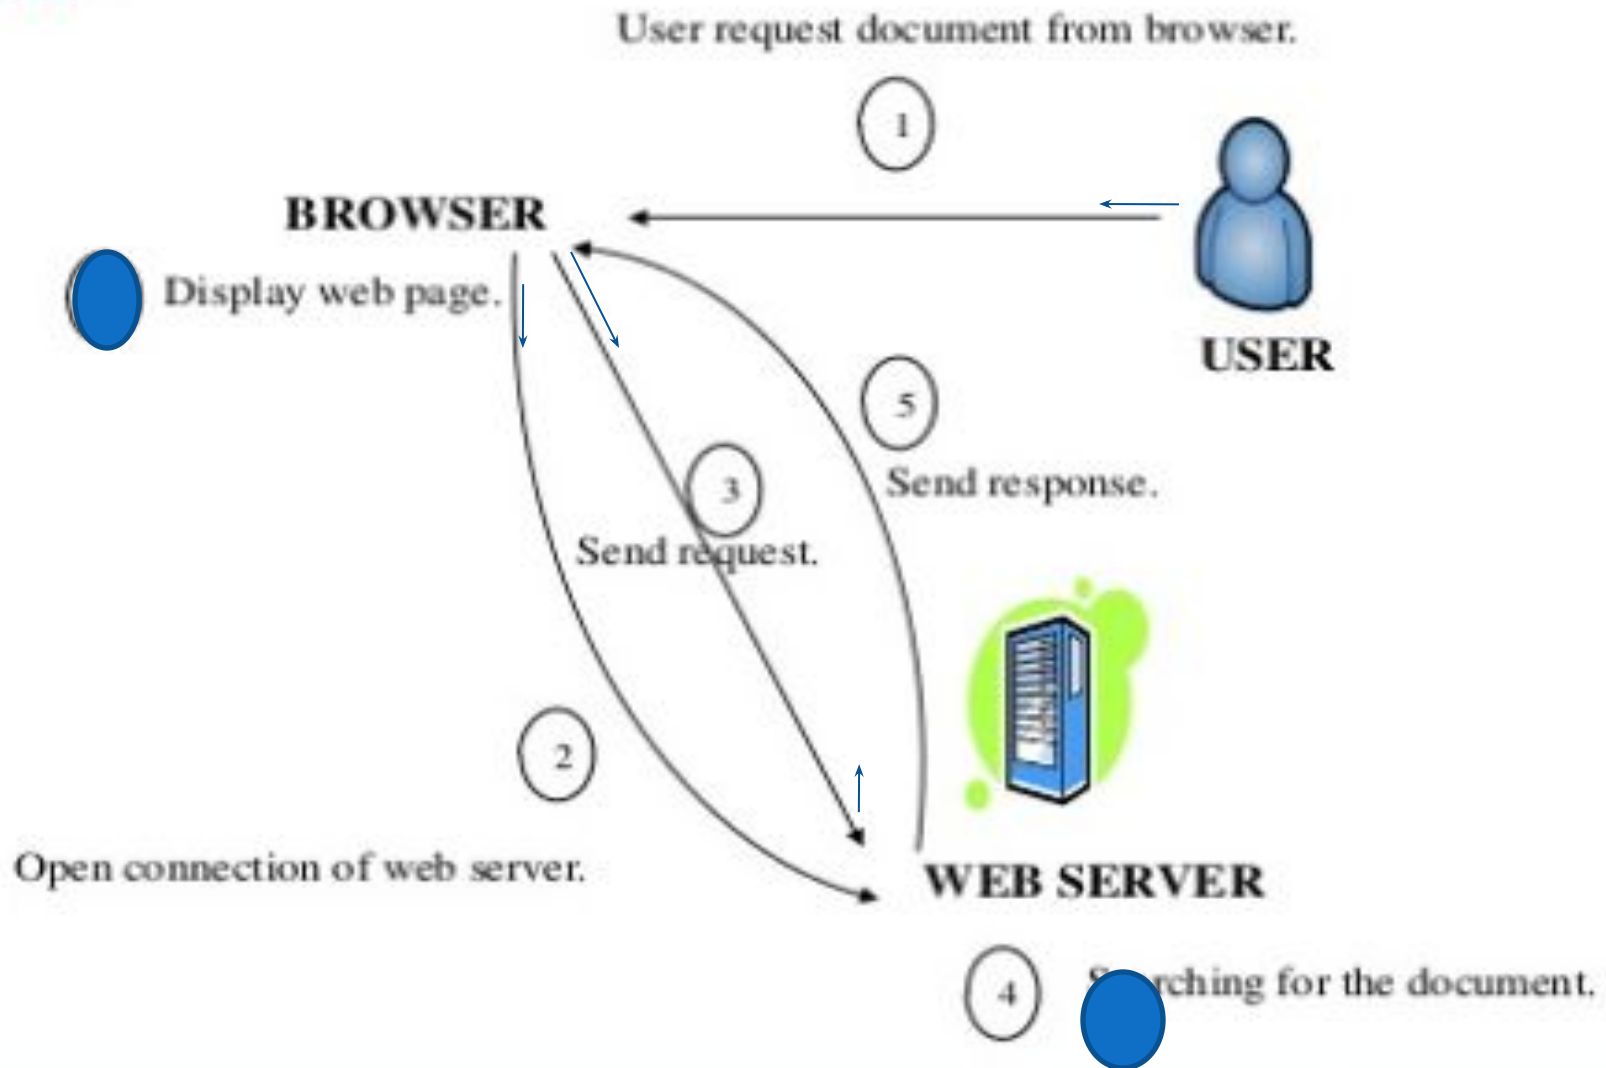 User request document from browser.
1
BROWSER
Display web page.
USER
5
Send response.
3
Send request.
2
Open connection of web server.
WEB SERVER
4
for the document.